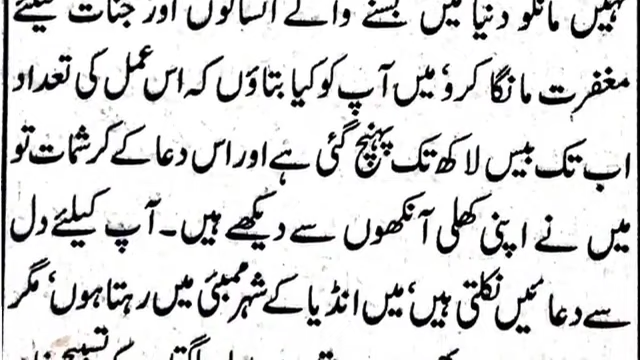 نہیں مانگو دنیا میں بسنے والے انسانوں اور جنات کیلئے
مغفرت مانگا کرو‘ میں آپ کو کیا بتاؤں کہ اس عمل کی تعداد
اب تک بیس لاکھ تک پہنچ گئی ہے اور اس دعا کے کرشمات تو
میں نے اپنی کھلی آنکھوں سے دیکھے ہیں۔ آپ کیلئے دل
سے دعائیں نکلتی ہیں‘ میں انڈیا کے شہر ممبئی میں رہتا ہوں‘ مگر